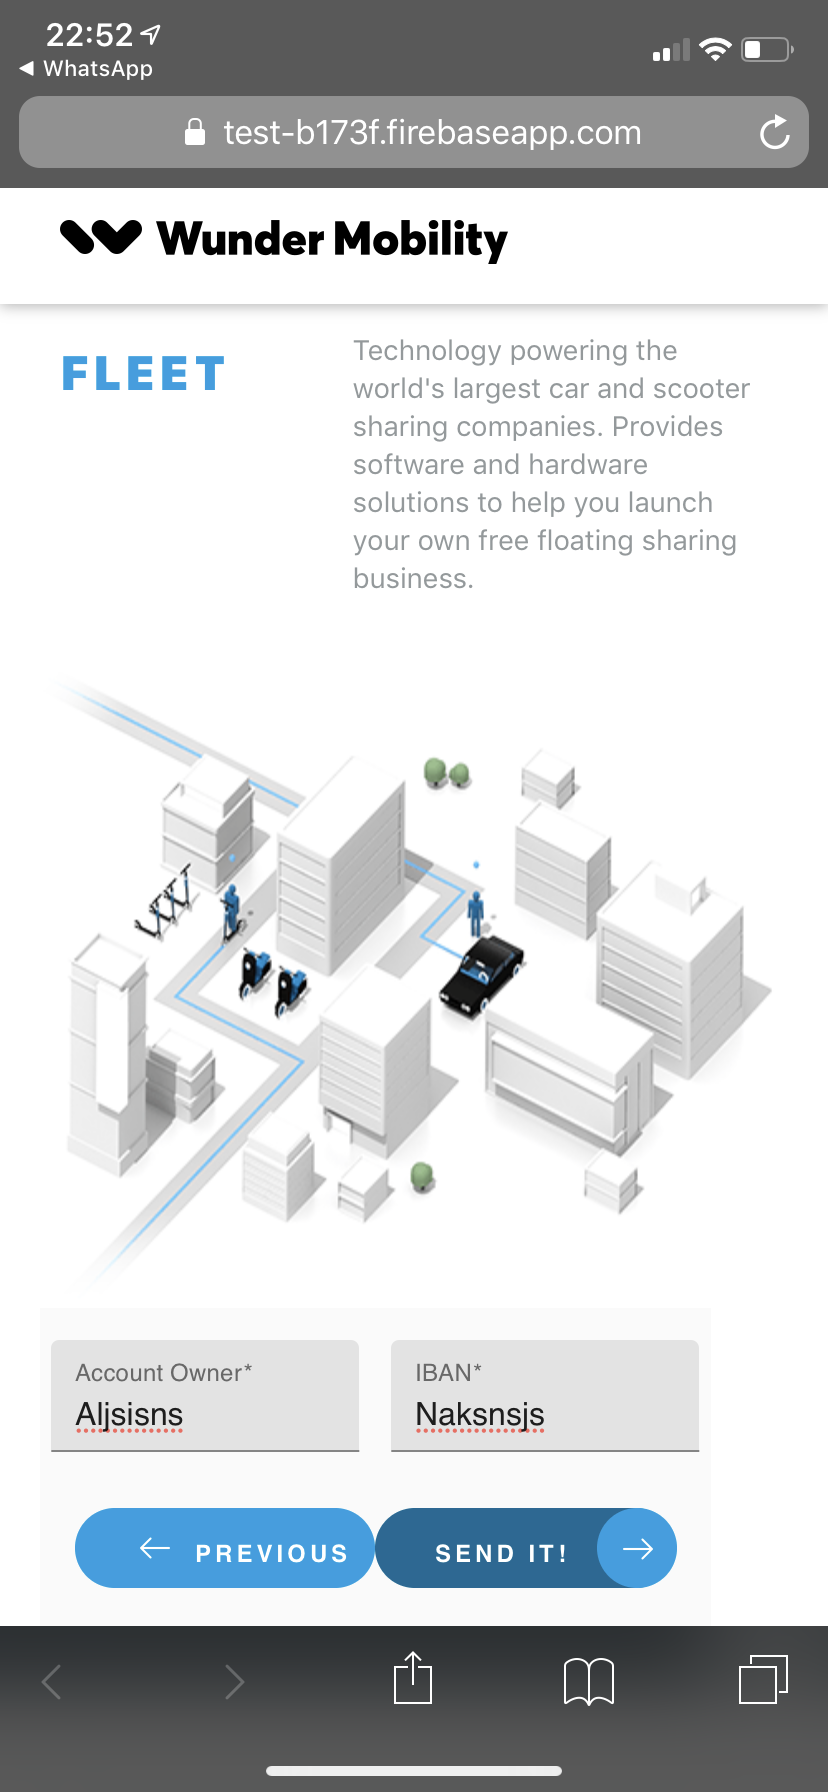 22:52
◀ WhatsApp
test-b173f.firebaseapp.com
Wunder Mobility
FLEET
Technology powering the
world's largest car and scooter
sharing companies. Provides
software and hardware
solutions to help you launch
your own free floating sharing
business.
Account Owner*
Aljsisns
IBAN*
Naksnsjs
← PREVIOUS
SEND IT! →